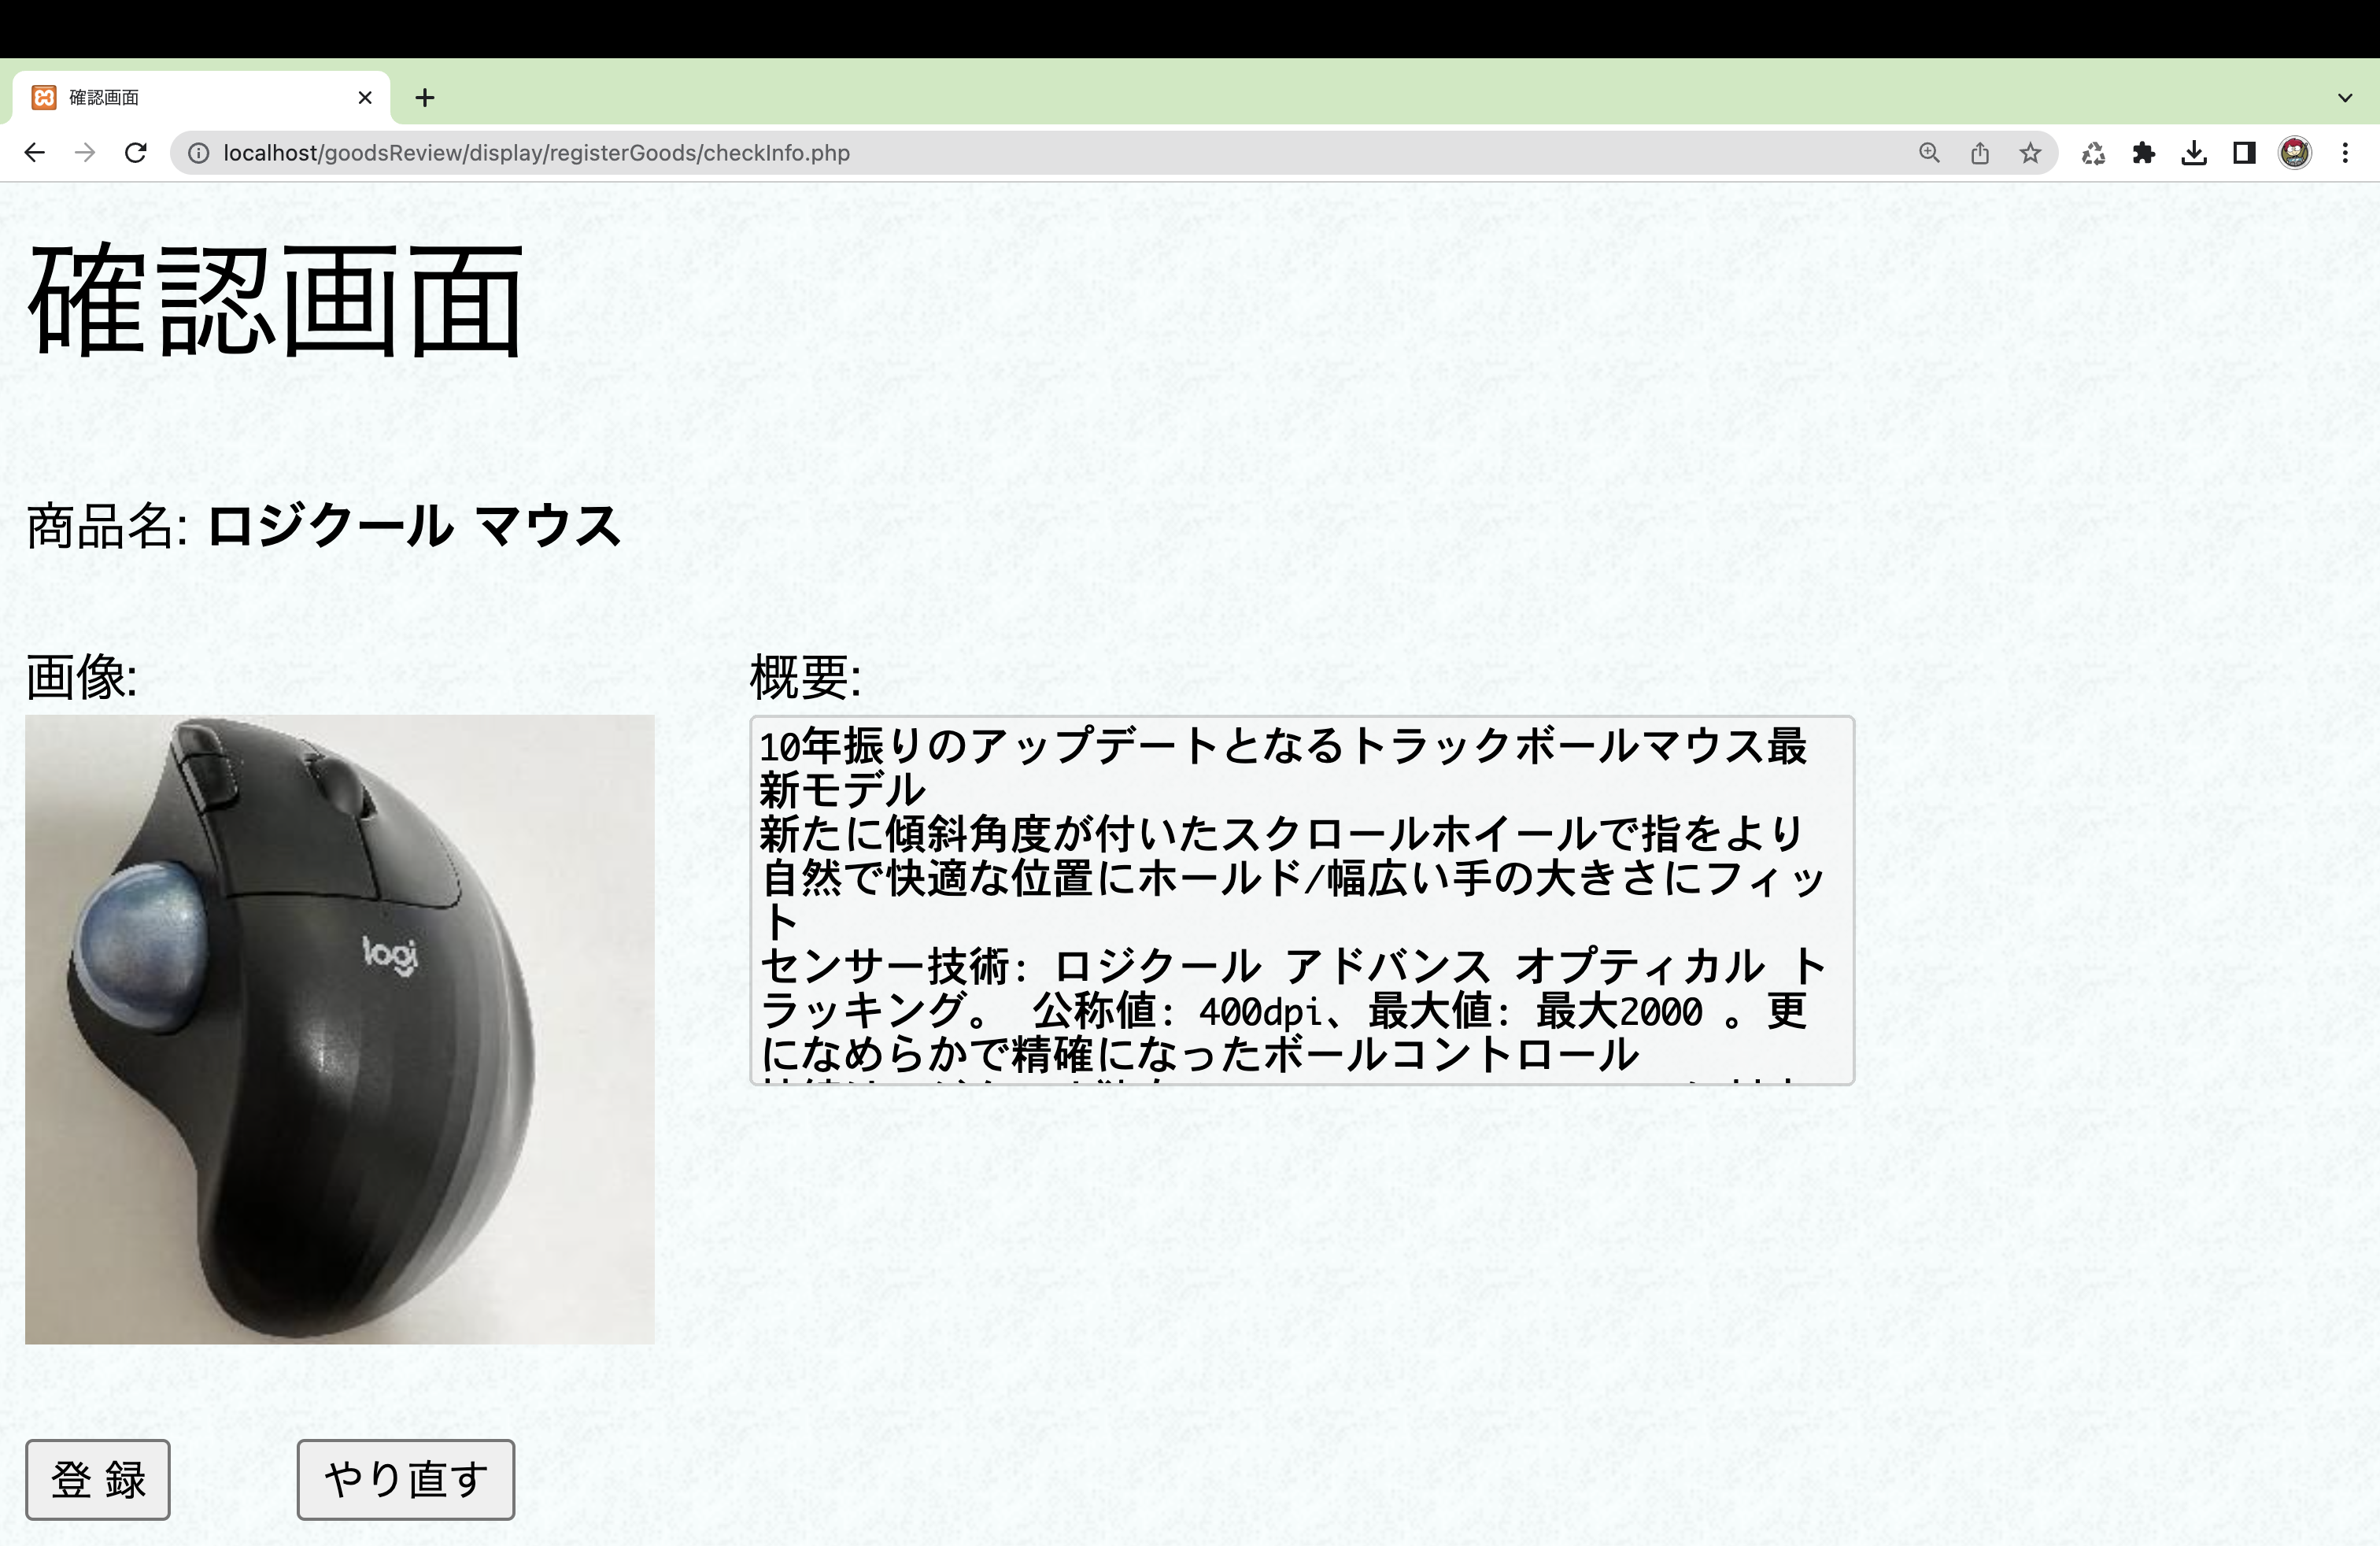 確認画面
localhost/goodsReview/display/registerGoods/checkInfo.php
確認画面
商品名: ロジクール マウス
画像:
概要:
logi
10年振りのアップデートとなるトラックボールマウス最
新モデル
新たに傾斜角度が付いたスクロールホイールで指をより
自然で快適な位置にホールド/幅広い手の大きさにフィッ
ト
センサー技術: ロジクール アドバンス オプティカル ト
ラッキング。 公称値: 400dpi、最大値: 最大2000 。更
になめらかで精確になったボールコントロール
登 録
やり直す